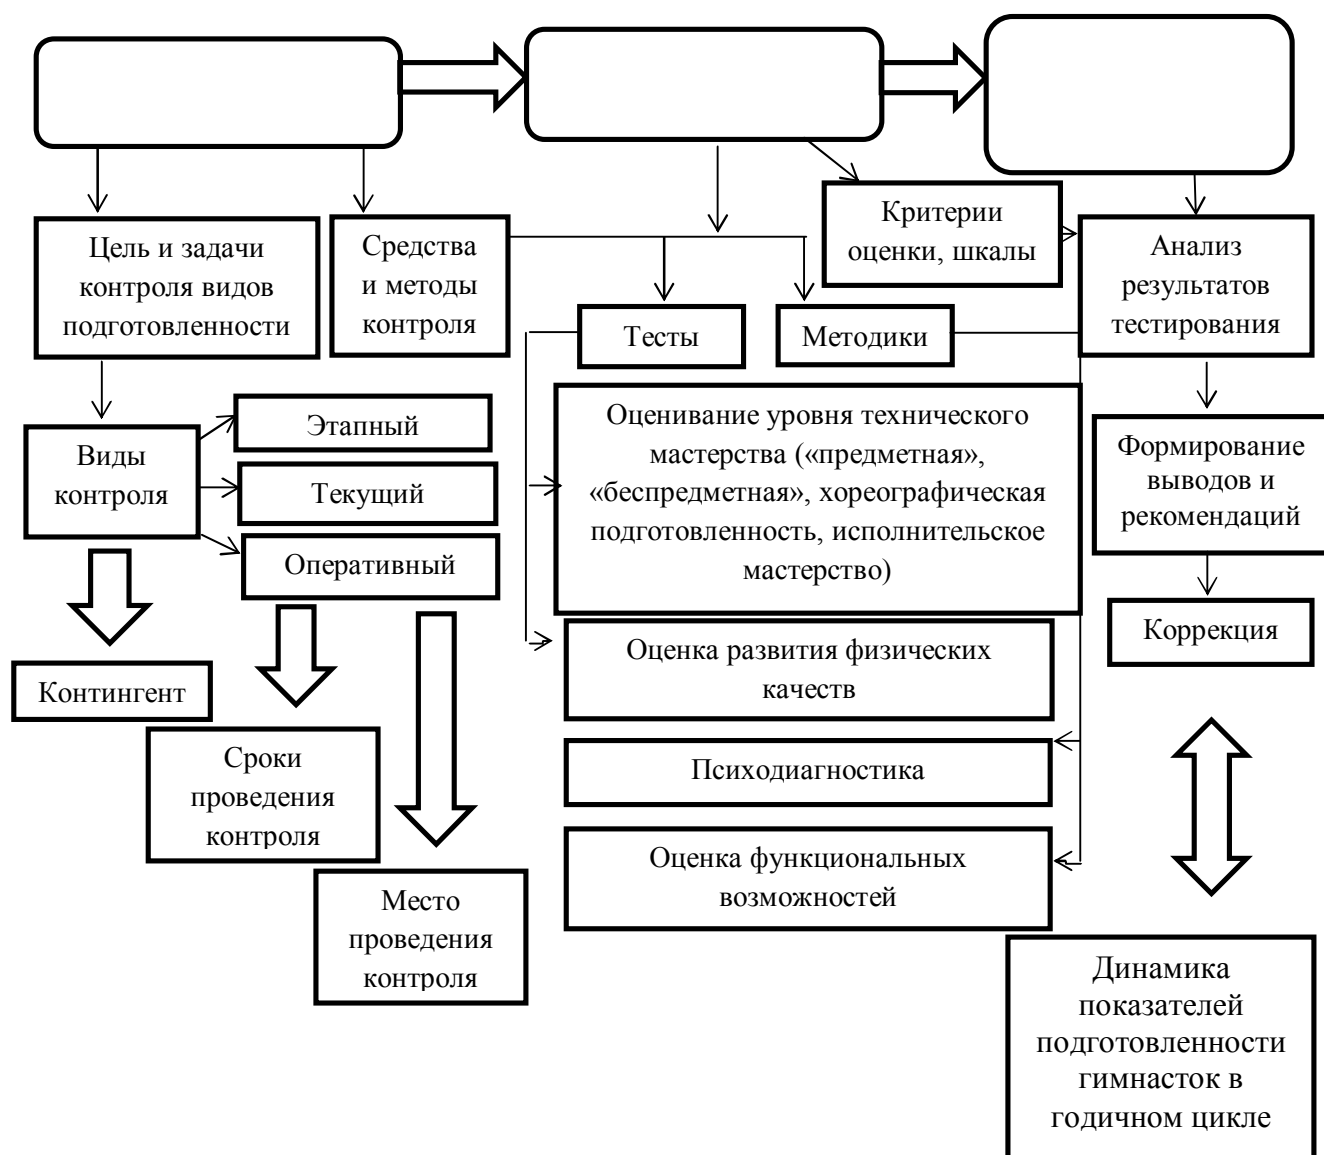 Критерии
оценки, шкалы
Цель и задачи
контроля видов
подготовленности
Средства
и методы
контроля
Анализ
результатов
тестирования
Тесты
Методики
Этапный
Виды
контроля
Текущий
Оперативный
Оценивание уровня технического
мастерства («предметная»,
«беспредметная», хореографическая
подготовленность, исполнительское
мастерство)
Формирование
выводов и
рекомендаций
Коррекция
Оценка развития физических
качеств
Контингент
Сроки
проведения
контроля
Психодиагностика
Оценка функциональных
возможностей
Место
проведения
контроля
Динамика
показателей
подготовленности
гимнасток в
годичном цикле